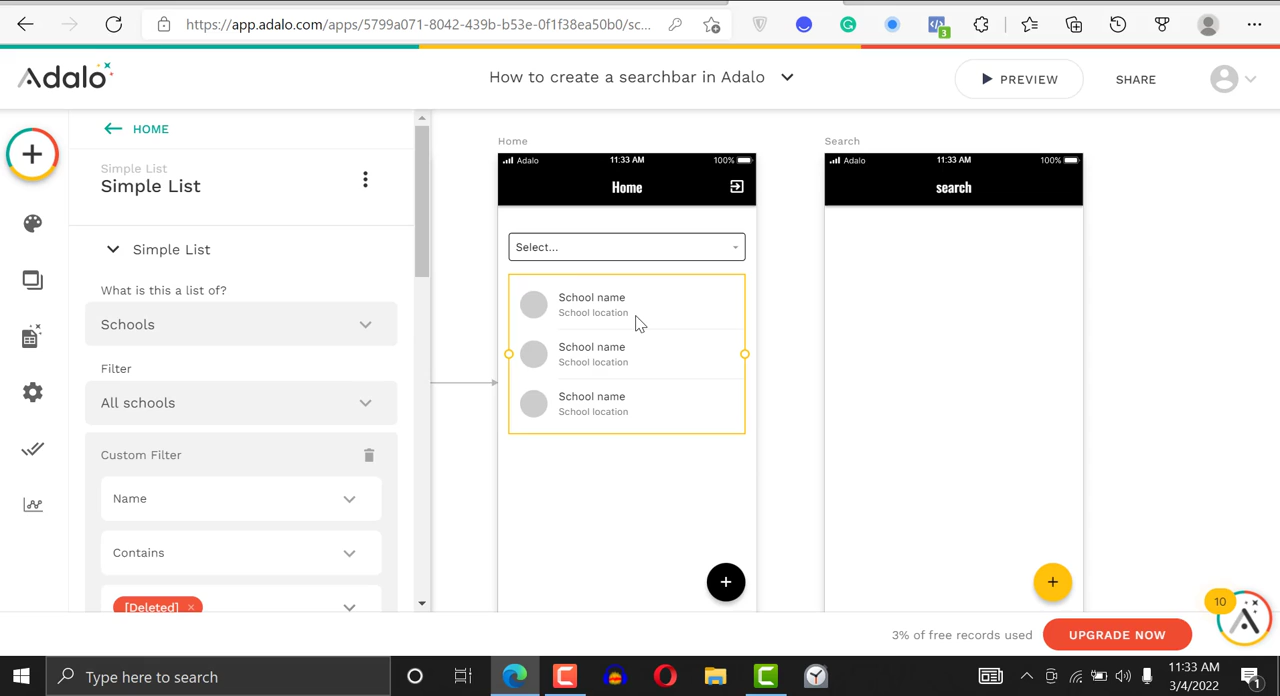 https://app.adalo.com/apps/5799a071-8042-439b-b53e-0f1f38ea50b0/sc...
3
Adalo
How to create a searchbar in Adalo
PREVIEW
SHARE
HOME
Simple List
Simple List
Simple List
What is this a list of?
Schools
Filter
All schools
Custom Filter
Name
Contains
[Deleted] ×
Home
Adalo 11:33 AM 100%
Home
Select...
School name
School location
School name
School location
School name
School location
+
Search
Adalo 11:33 AM 100%
search
+
10
3% of free records used
UPGRADE NOW
Type here to search
11:33 AM
3/4/2022
1